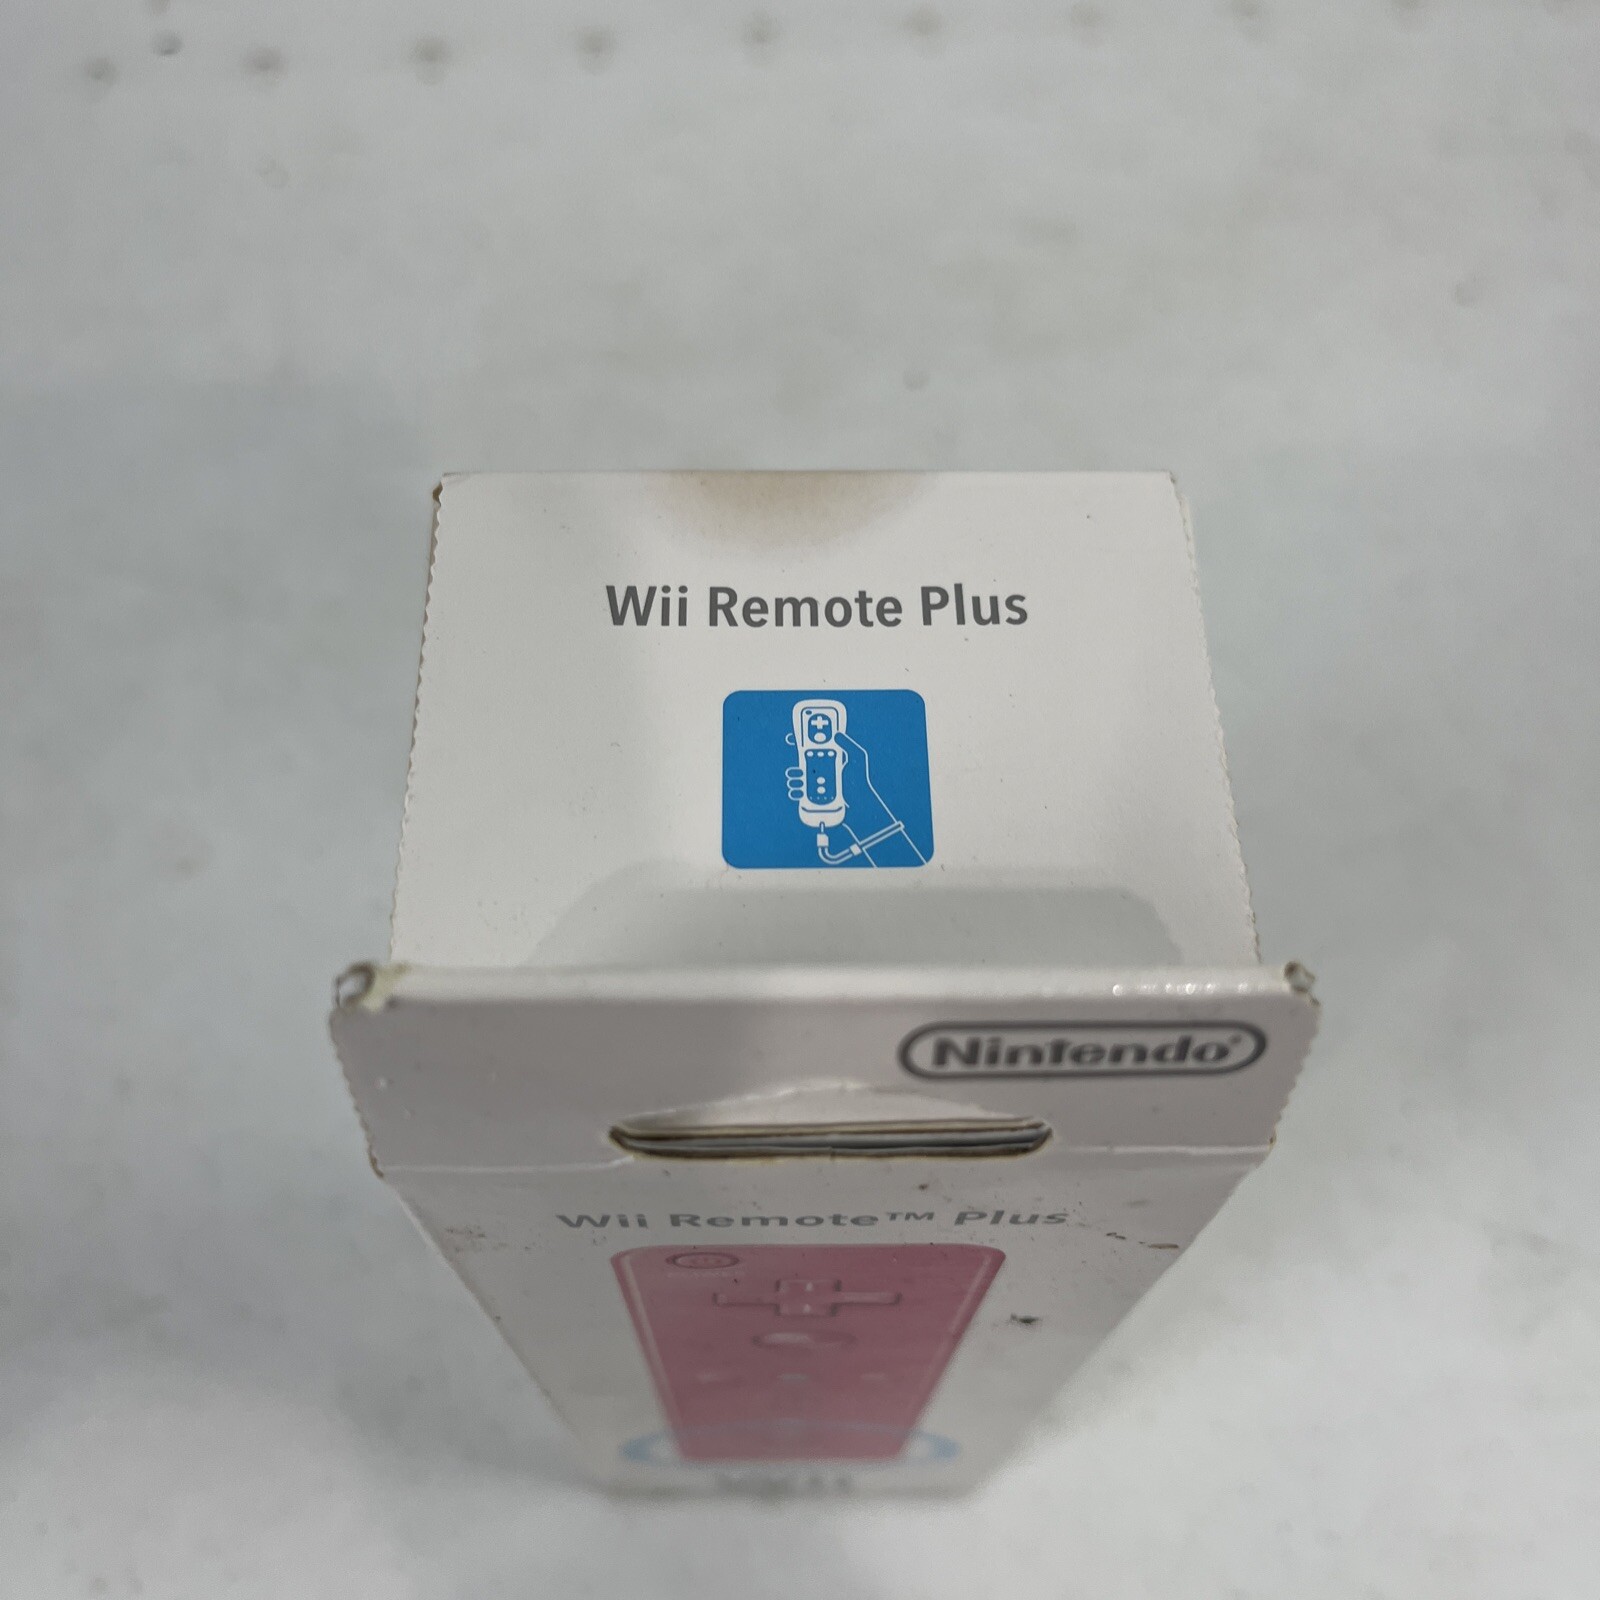 Wii Remote Plus
Nintendo®
Wii Remote™ Plus